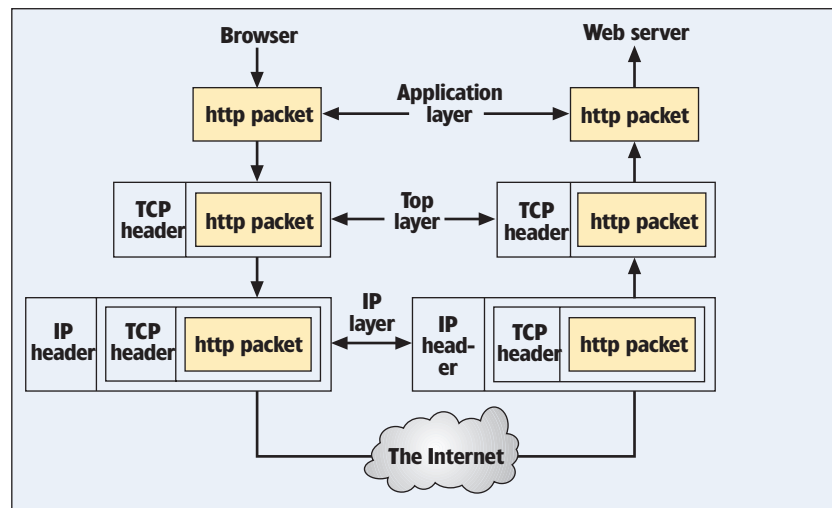 Browser
Web server
http packet
Application
layer
http packet
TCP
header
http packet
Top
layer
TCP
header
http packet
IP
header
TCP
header
http packet
IP
layer
IP
head-
er
TCP
header
http packet
The Internet